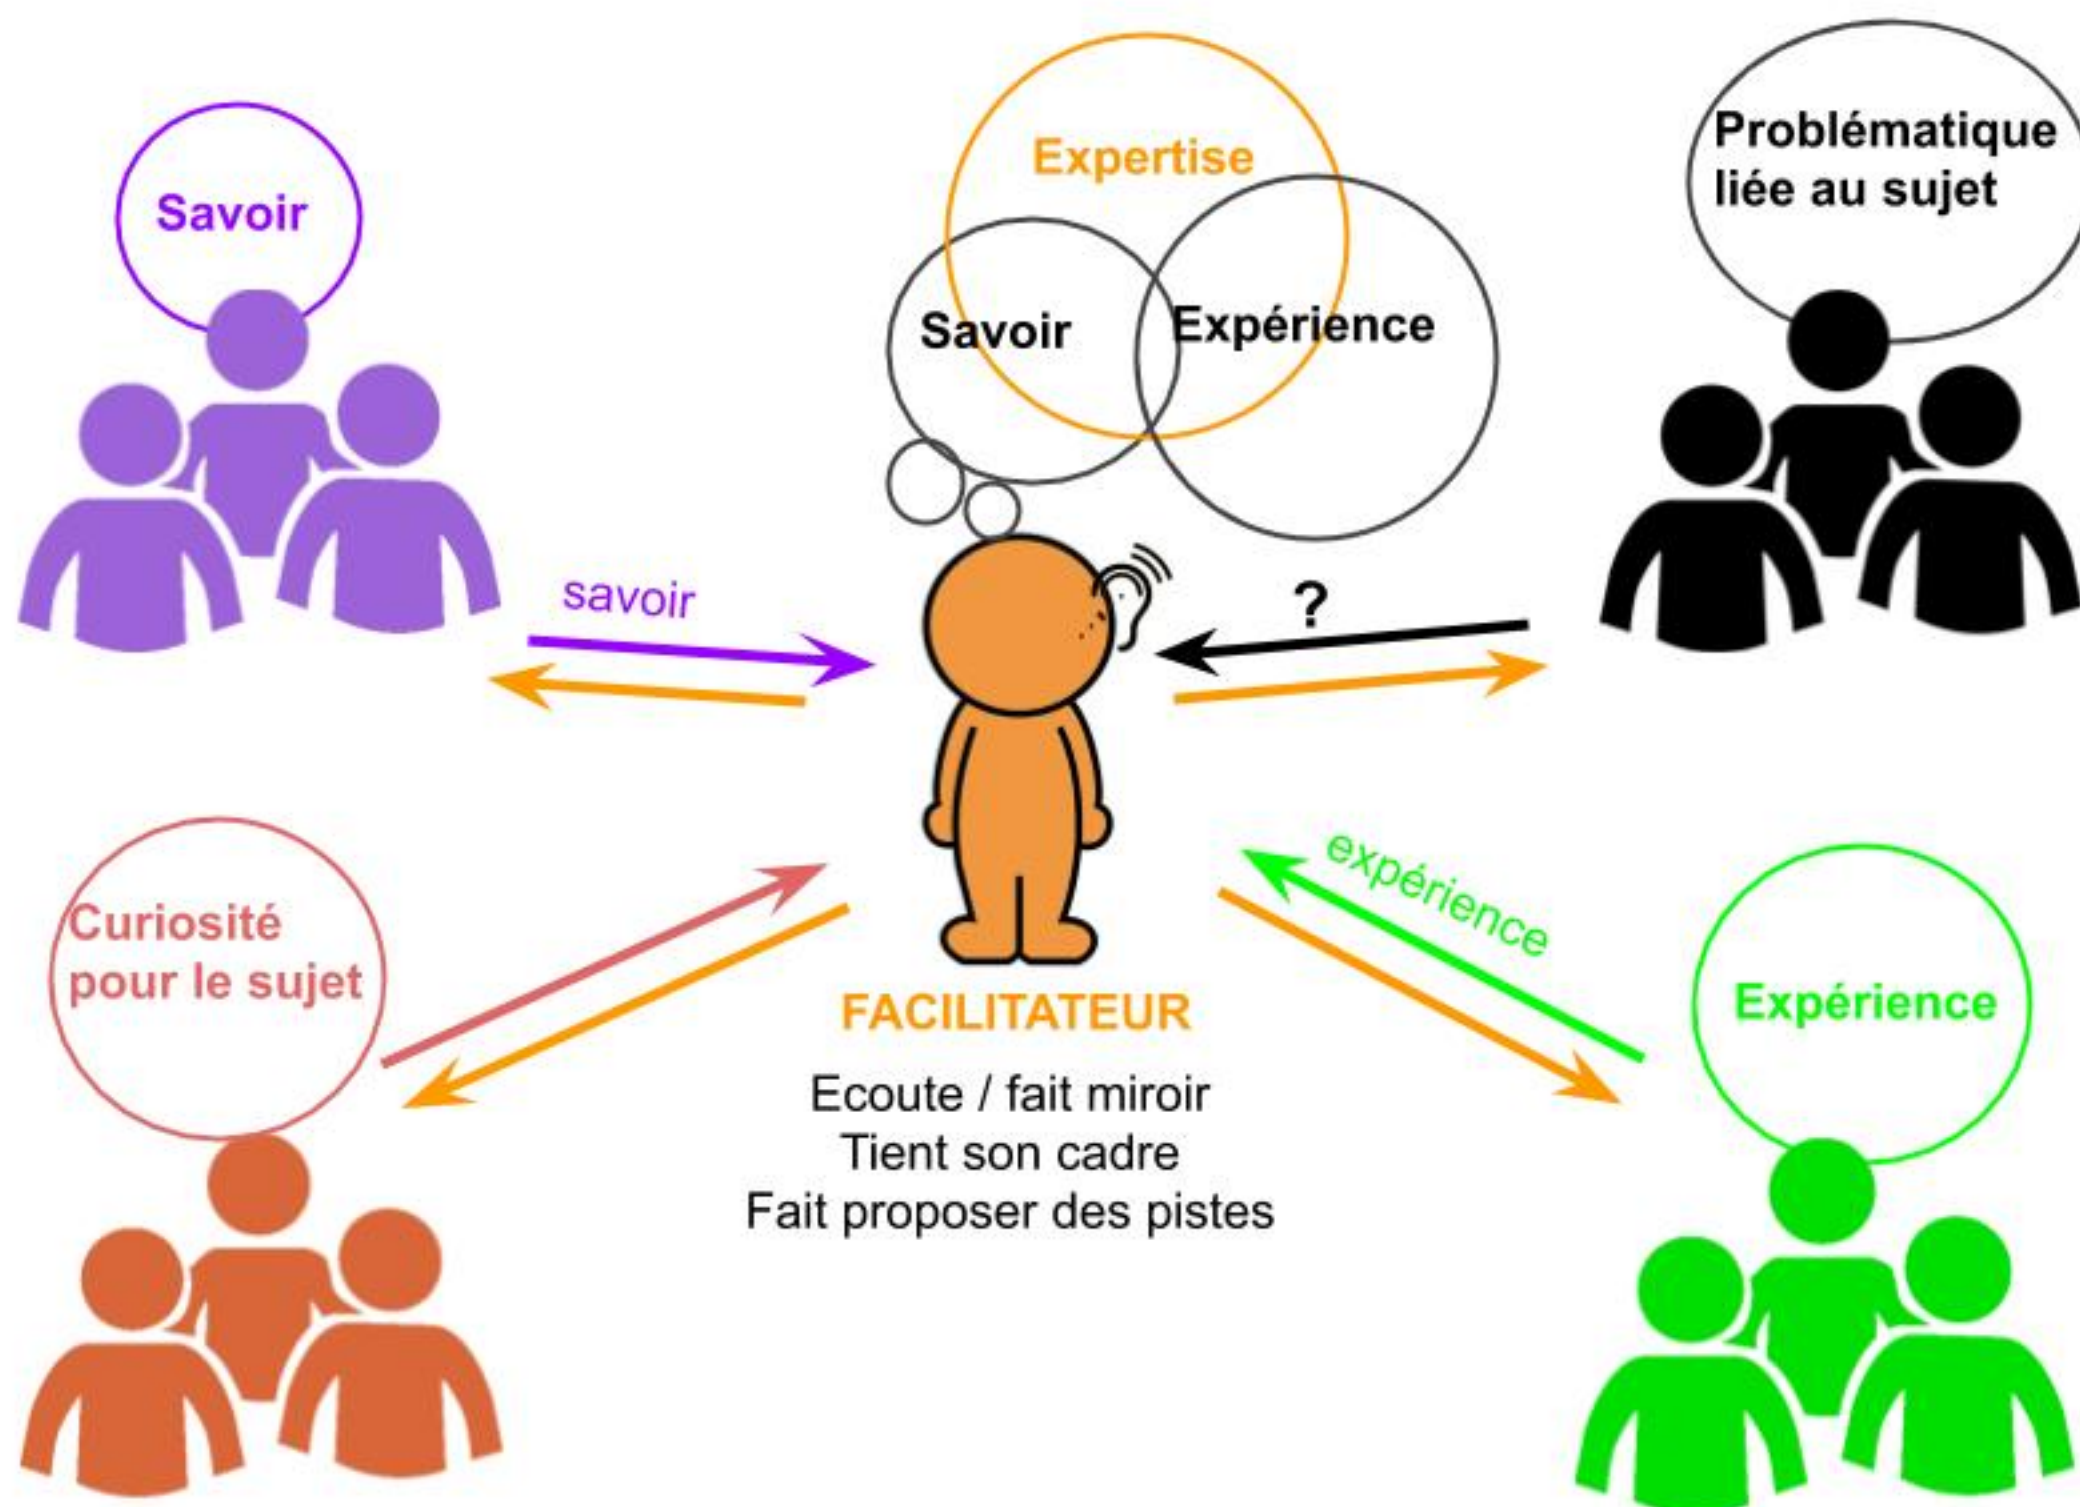 Savoir
Expertise
Savoir
Expérience
Problématique
liée au sujet
savoir
?
Curiosité
pour le sujet
expérience
Expérience
FACILITATEUR
Ecoute / fait miroir
Tient son cadre
Fait proposer des pistes